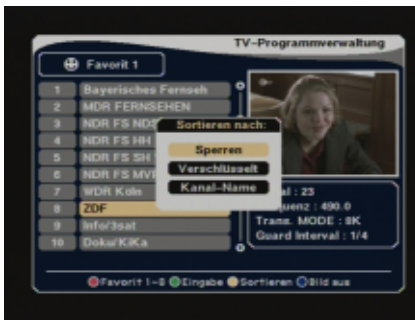 TV-Programmverwaltung
Favorit 1
1 Bayerisches Fernseh
2 MDR FERNSEHEN
3 NDR FS NDS
4 NDR FS HH
5 NDR FS SH
6 NDR FS MV
7 WDR Köln
8 ZDF
9 Info/3sat
10 Doku/KiKa
Sortieren nach:
Sperren
Verschlüsselt
Kanal-Name
al : 23
quenz : 490.0
Trans. MODE : 8K
Guard Interval : 1/4
Favorit 1-8 Eingabe Sortieren Bild aus